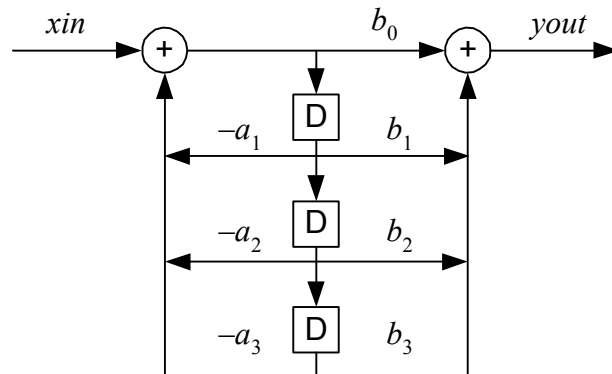 xin + b₀ + yout
D
–a₁ b₁
D
–a₂ b₂
D
–a₃ b₃